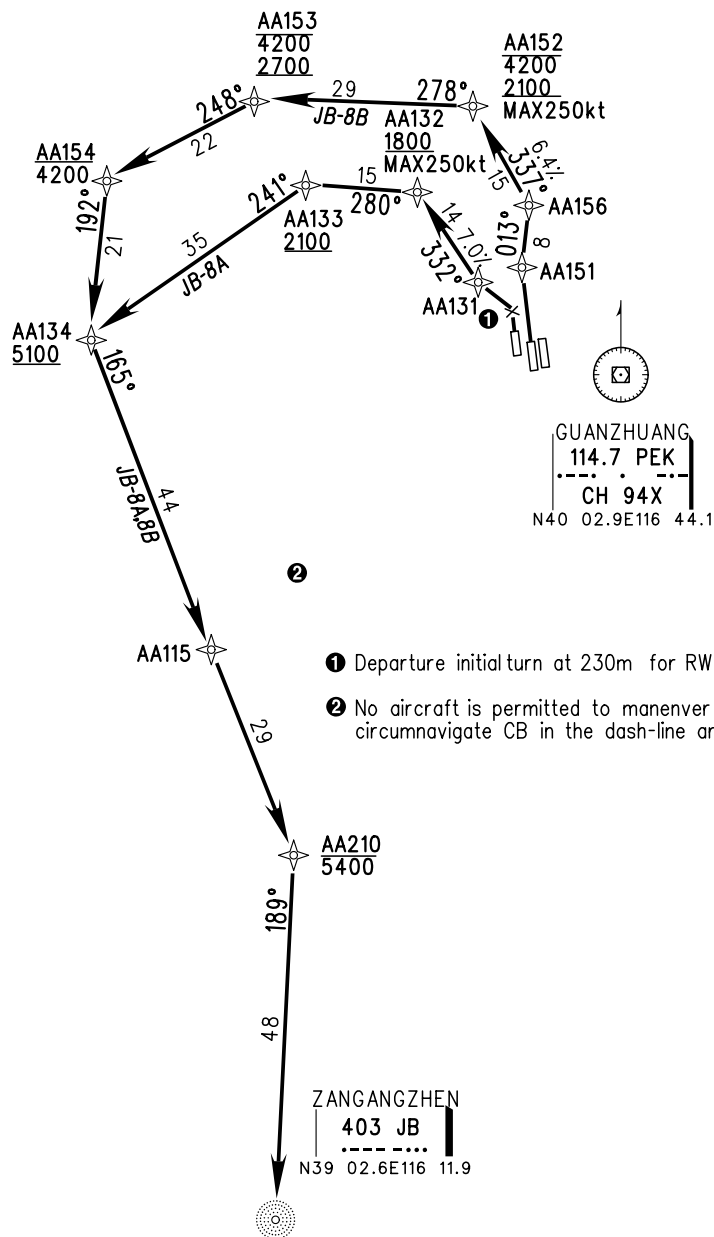 AA153
4200
2700
AA152
4200
2100
MAX250kt
248°
29
JB-8B
278°
AA132
1800
MAX250kt
22
AA154
4200
6.4%
337°
15
AA156
192°
21
241°
15
280°
AA133
2100
14
7.0%
332°
013°
8
AA151
35
JB-8A
AA131
1
AA134
5100
165°
GUANZHUANG
114.7 PEK
·--· · -·-
CH 94X
N40 02.9E116 44.1
JB-8A,8B
44
2
AA115
1 Departure initial turn at 230m for RW
2 No aircraft is permitted to manenver
circumnavigate CB in the dash-line ar
29
AA210
5400
189°
48
ZANGANGZHEN
403 JB
·--- -···
N39 02.6E116 11.9